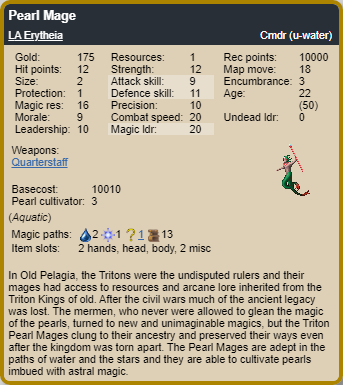 Pearl Mage
LA Erytheia Cmdr (u-water)
Gold: 175 Resources: 1 Rec points: 10000
Hit points: 12 Strength: 12 Map move: 18
Size: 2 Attack skill: 9 Encumbrance: 3
Protection: 1 Defence skill: 11 Age: 22
Magic res: 16 Precision: 10 (50)
Morale: 9 Combat speed: 20 Undead ldr: 0
Leadership: 10 Magic ldr: 20
Weapons:
Quarterstaff
Basecost: 10010
Pearl cultivator: 3
(Aquatic)
Magic paths: 2 1 ?1 13
Item slots: 2 hands, head, body, 2 misc
In Old Pelagia, the Tritons were the undisputed rulers and their
mages had access to resources and arcane lore inherited from the
Triton Kings of old. After the civil wars much of the ancient legacy
was lost. The mermen, who never were allowed to glean the magic
of the pearls, turned to new and unimaginable magics, but the Triton
Pearl Mages clung to their ancestry and preserved their ways even
after the kingdom was torn apart. The Pearl Mages are adept in the
paths of water and the stars and they are able to cultivate pearls
imbued with astral magic.